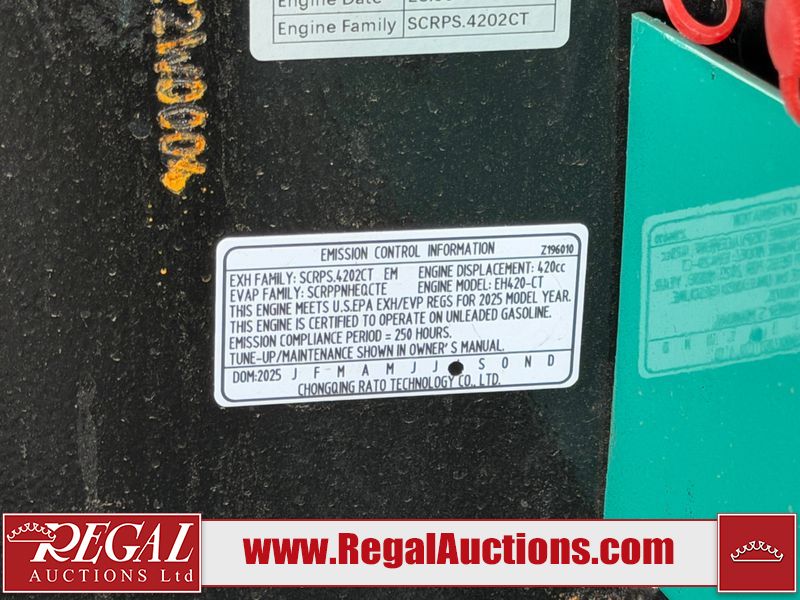 Engine Date
Engine Family SCRPS.4202CT
EMISSION CONTROL INFORMATION Z196010
EXH FAMILY: SCRPS.4202CT EM ENGINE DISPLACEMENT: 420cc
EVAP FAMILY: SCRPPNHEQCTE ENGINE MODEL: EH420-CT
THIS ENGINE MEETS U.S.EPA EXH/EVP REGS FOR 2025 MODEL YEAR.
THIS ENGINE IS CERTIFIED TO OPERATE ON UNLEADED GASOLINE.
EMISSION COMPLIANCE PERIOD = 250 HOURS.
TUNE-UP/MAINTENANCE SHOWN IN OWNER'S MANUAL.
DOM:2025 J F M A M J J S O N D
CHONGQING RATO TECHNOLOGY CO., LTD.
REGAL
AUCTIONS Ltd
www.RegalAuctions.com